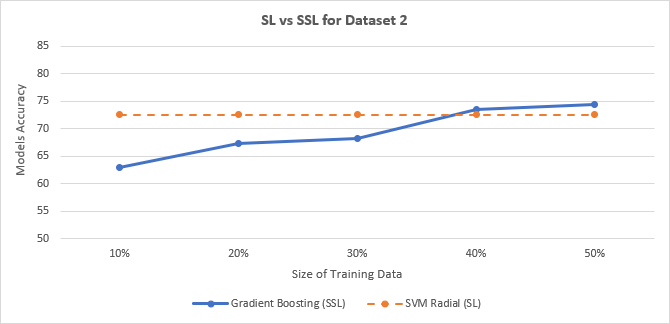 SL vs SSL for Dataset 2
85
80
75
70
65
60
55
50
Models Accuracy
10% 20% 30% 40% 50%
Size of Training Data
Gradient Boosting (SSL) SVM Radial (SL)